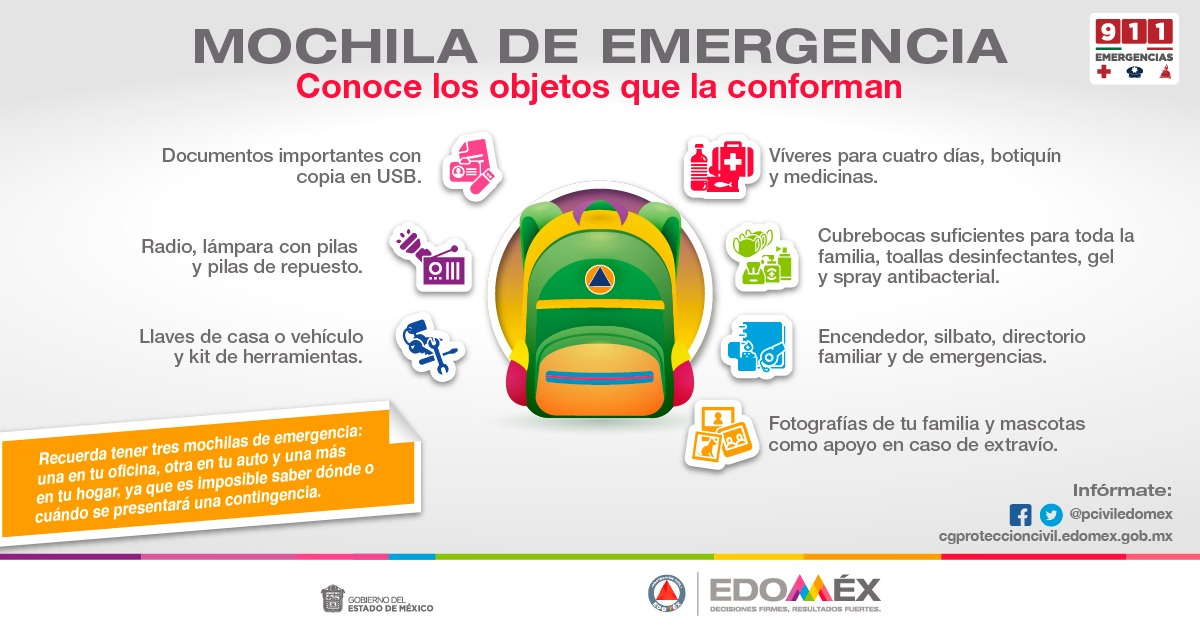 MOCHILA DE EMERGENCIA
Conoce los objetos que la conforman
911
EMERGENCIAS
Documentos importantes con
copia en USB.
Radio, lámpara con pilas
y pilas de repuesto.
Llaves de casa o vehículo
y kit de herramientas.
Víveres para cuatro días, botiquín
y medicinas.
Cubrebocas suficientes para toda la
familia, toallas desinfectantes, gel
y spray antibacterial.
Encendedor, silbato, directorio
familiar y de emergencias.
Fotografías de tu familia y mascotas
como apoyo en caso de extravío.
Recuerda tener tres mochilas de emergencia:
una en tu oficina, otra en tu auto y una más
en tu hogar, ya que es imposible saber dónde o
cuándo se presentará una contingencia.
Infórmate:
@pciviledomex
cgproteccioncivil.edomex.gob.mx
GOBIERNO DEL
ESTADO DE MÉXICO
EDOMÉX
DECISIONES FIRMES, RESULTADOS FUERTES.